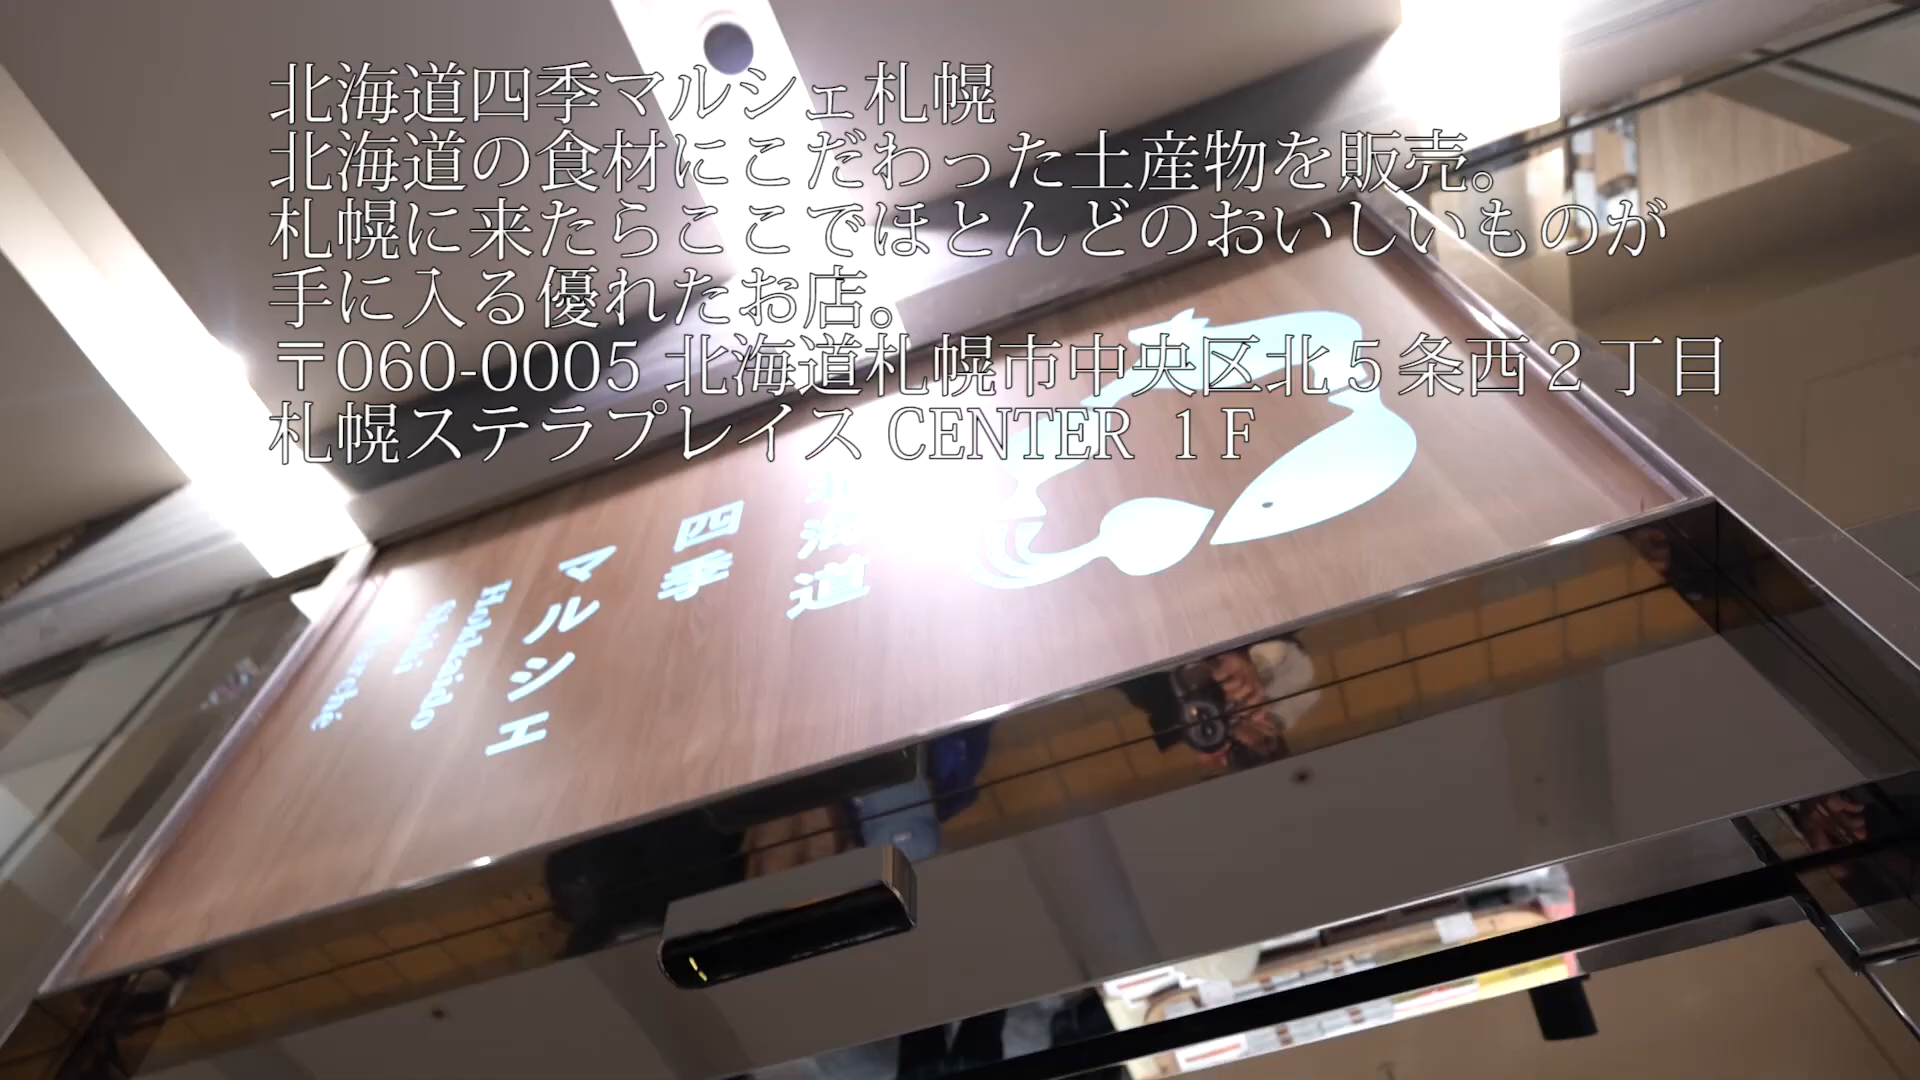 北海道四季マルシェ札幌
北海道の食材にこだわった土産物を販売。
札幌に来たらここでほとんどのおいしいものが
手に入る優れたお店。
〒060-0005 北海道札幌市中央区北５条西２丁目
札幌ステラプレイス CENTER １F
北海道
四季
マルシェ
Hokkaido
Shiki
Marché